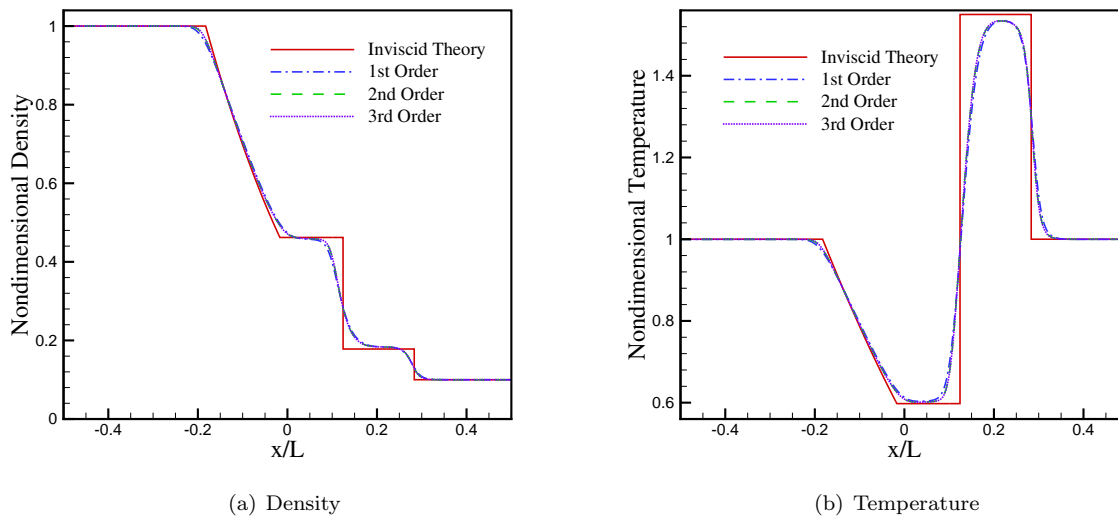 Nondimensional Density
1
0.8
0.6
0.4
0.2
0
-0.4
-0.2
0
0.2
0.4
x/L
Inviscid Theory
1st Order
2nd Order
3rd Order
(a) Density
Nondimensional Temperature
1.4
1.2
1
0.8
0.6
-0.4
-0.2
0
0.2
0.4
x/L
Inviscid Theory
1st Order
2nd Order
3rd Order
(b) Temperature